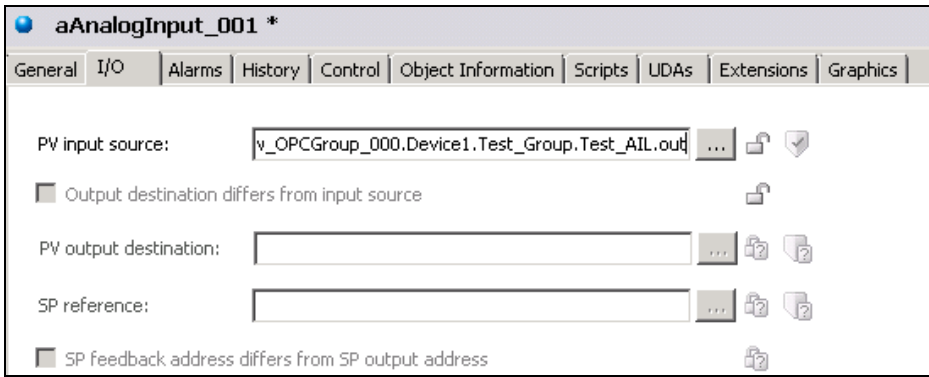 aAnalogInput_001 *
General I/O Alarms History Control Object Information Scripts UDAs Extensions Graphics
PV input source: v_OPCGroup_000.Device1.Test_Group.Test_AIL.out ...
Output destination differs from input source
PV output destination: ...
SP reference: ...
SP feedback address differs from SP output address